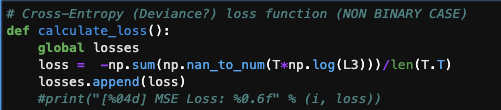 # Cross-Entropy (Deviance?) loss function (NON BINARY CASE)
def calculate_loss():
    global losses
    loss =  -np.sum(np.nan_to_num(T*np.log(L3)))/len(T.T)
    losses.append(loss)
    #print("[%04d] MSE Loss: %0.6f" % (i, loss))